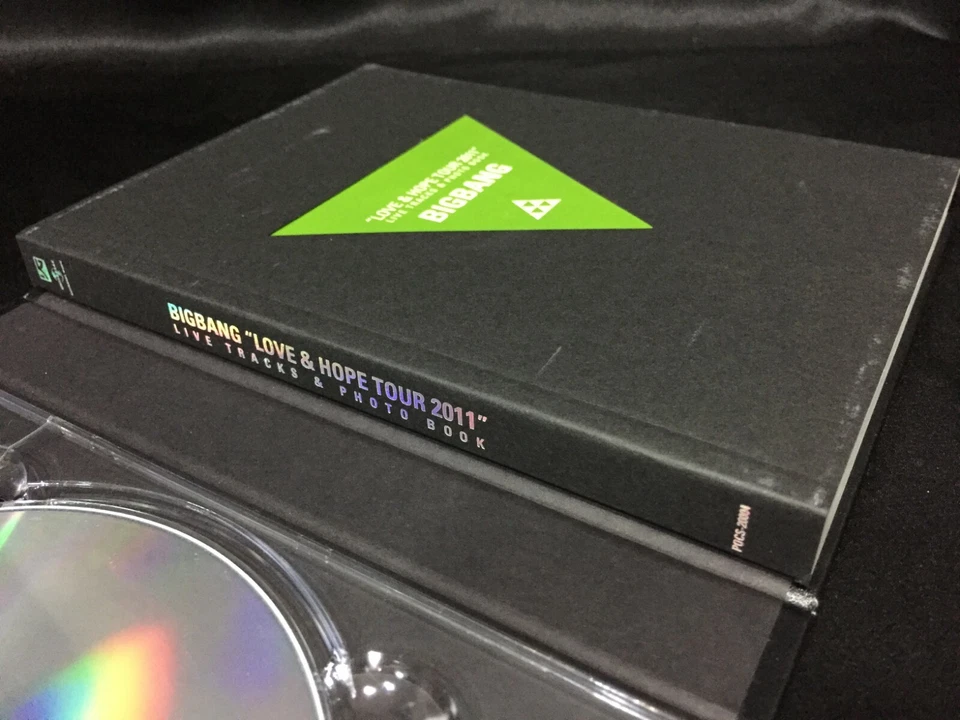 "LOVE & HOPE TOUR 2011"
LIVE TRACKS & PHOTO BOOK
BIGBANG
BIGBANG "LOVE & HOPE TOUR 2011"
LIVE TRACKS & PHOTO BOOK